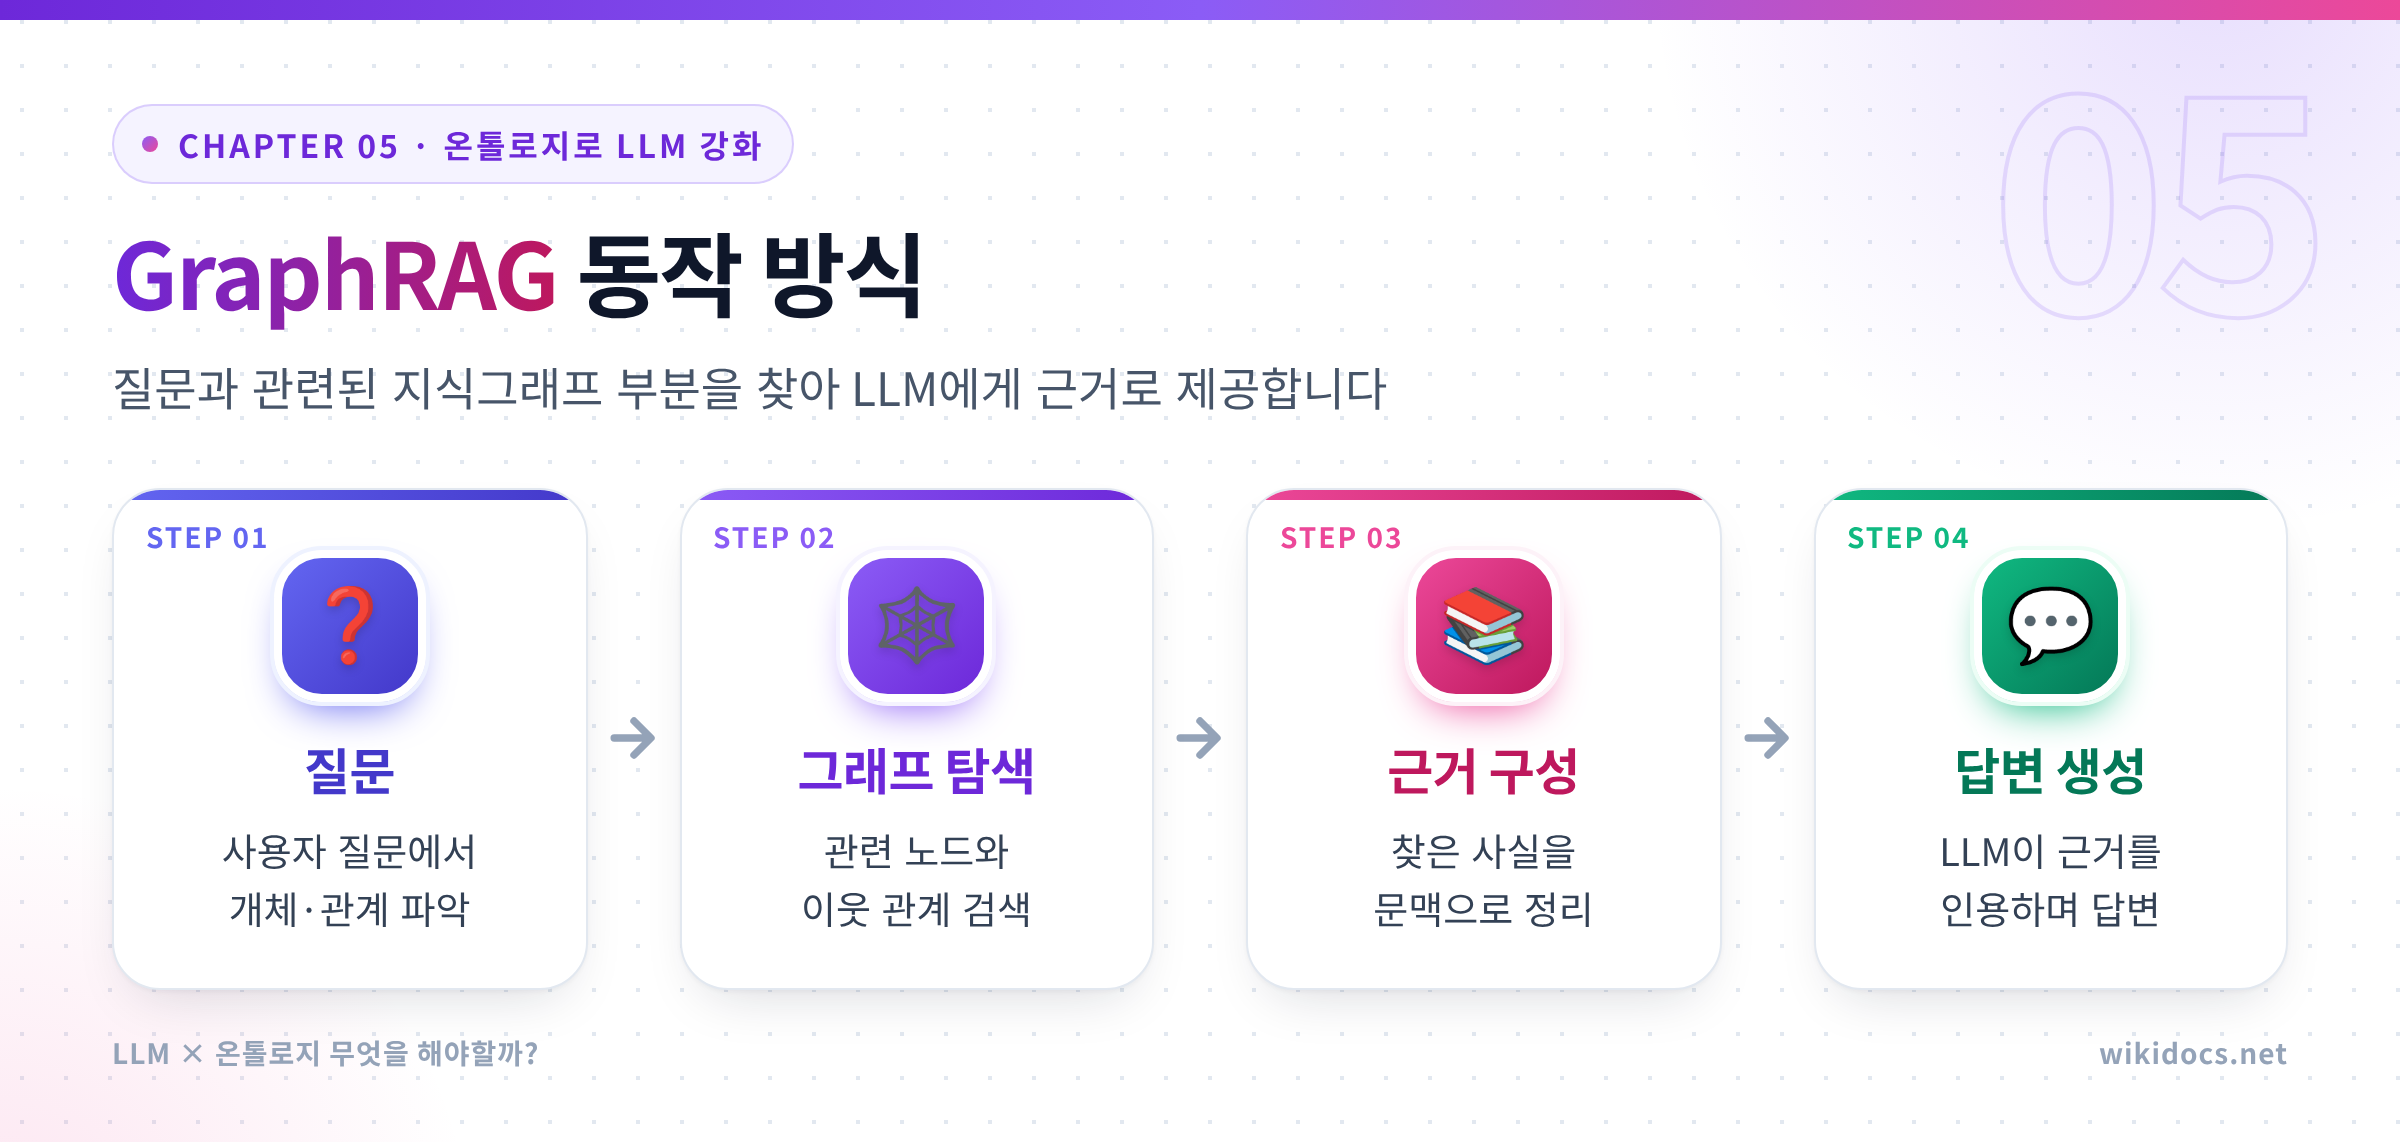 CHAPTER 05 · 온톨로지로 LLM 강화
05
GraphRAG 동작 방식
질문과 관련된 지식그래프 부분을 찾아 LLM에게 근거로 제공합니다
STEP 01
질문
사용자 질문에서
개체·관계 파악
STEP 02
그래프 탐색
관련 노드와
이웃 관계 검색
STEP 03
근거 구성
찾은 사실을
문맥으로 정리
STEP 04
답변 생성
LLM이 근거를
인용하며 답변
LLM × 온톨로지 무엇을 해야할까?
wikidocs.net